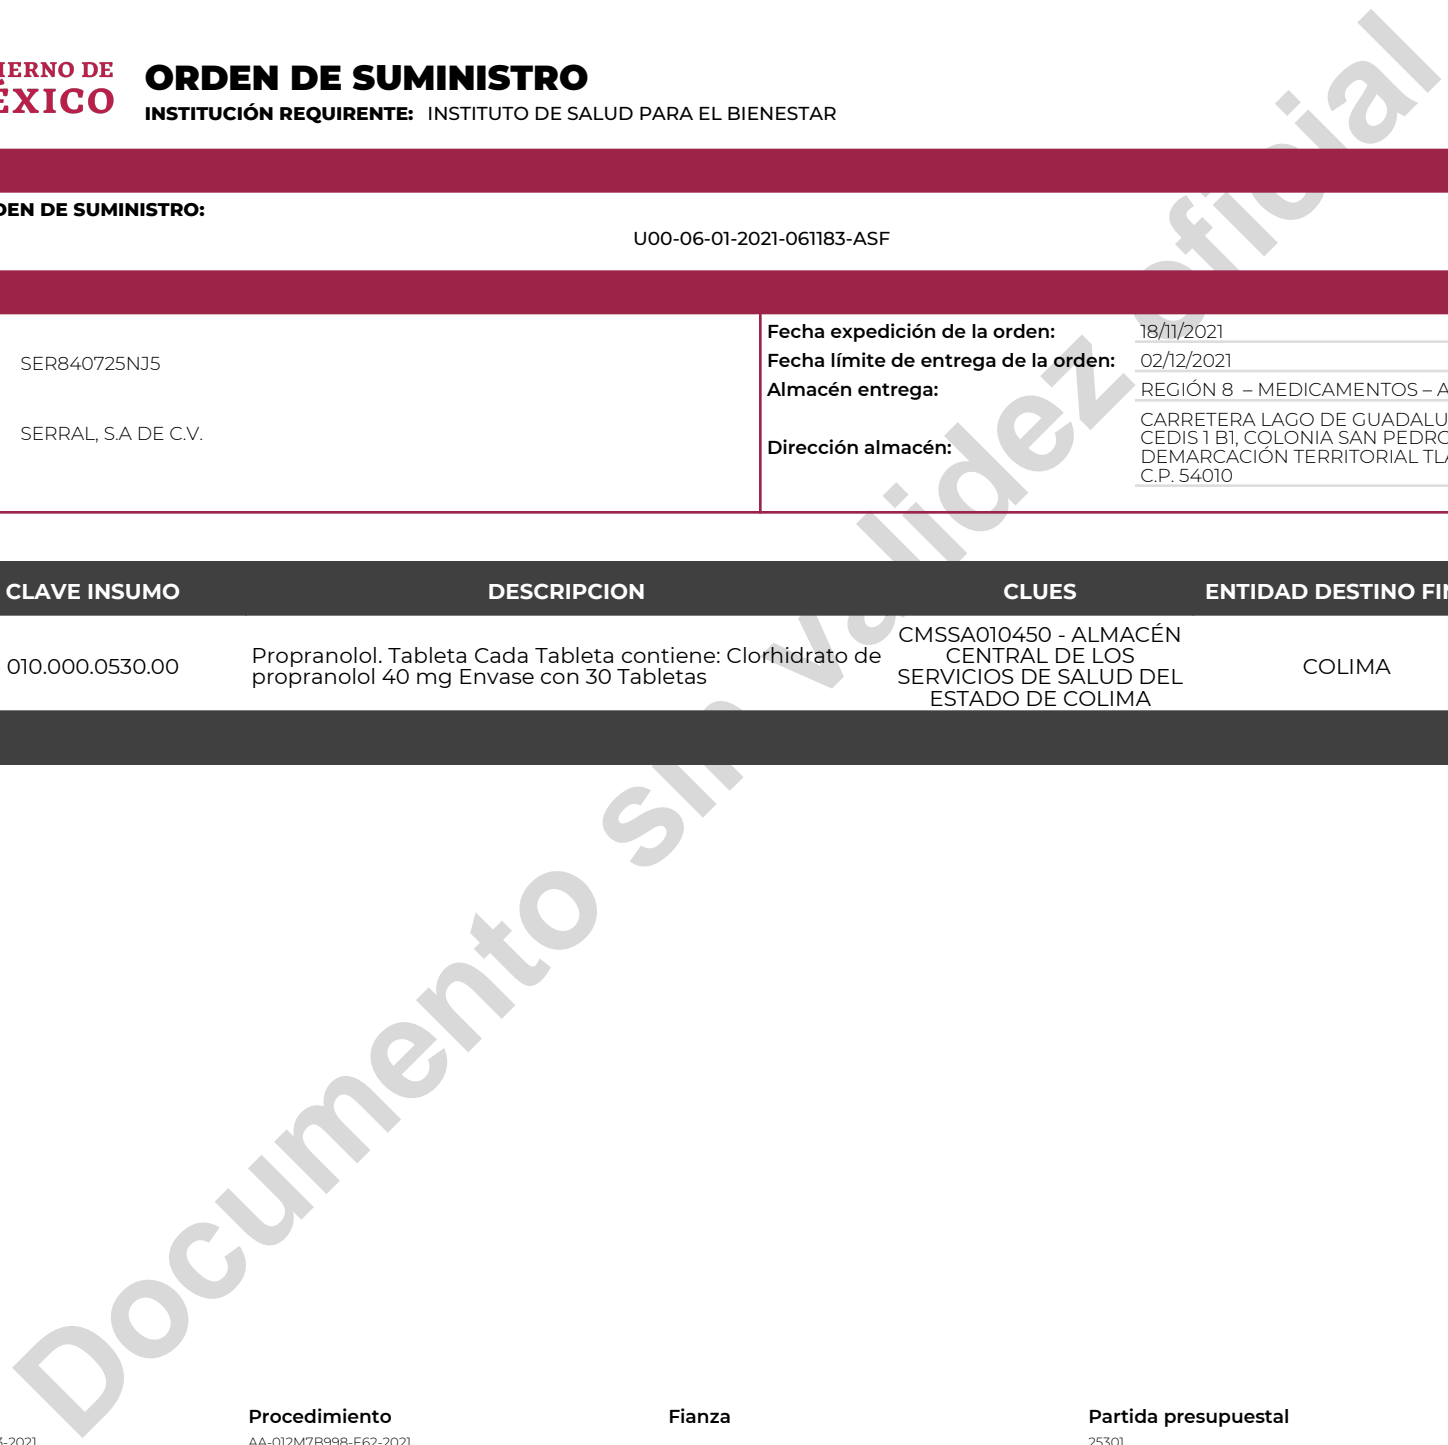 IERNO DE
ÉXICO
ORDEN DE SUMINISTRO
INSTITUCIÓN REQUIRENTE: INSTITUTO DE SALUD PARA EL BIENESTAR
DEN DE SUMINISTRO:
U00-06-01-2021-061183-ASF
SER840725NJ5
SERRAL, S.A DE C.V.
Fecha expedición de la orden: 18/11/2021
Fecha límite de entrega de la orden: 02/12/2021
Almacén entrega: REGIÓN 8 – MEDICAMENTOS – A
Dirección almacén:
CARRETERA LAGO DE GUADALU
CEDIS 1 B1, COLONIA SAN PEDRO
DEMARCACIÓN TERRITORIAL TLA
C.P. 54010
CLAVE INSUMO DESCRIPCION CLUES ENTIDAD DESTINO FIN
010.000.0530.00
Propranolol. Tableta Cada Tableta contiene: Clorhidrato de
propranolol 40 mg Envase con 30 Tabletas
CMSSA010450 - ALMACÉN
CENTRAL DE LOS
SERVICIOS DE SALUD DEL
ESTADO DE COLIMA
COLIMA
Documento sin validez oficial
Procedimiento Fianza Partida presupuestal
-2021 AA-012M7B998-E62-2021 25301